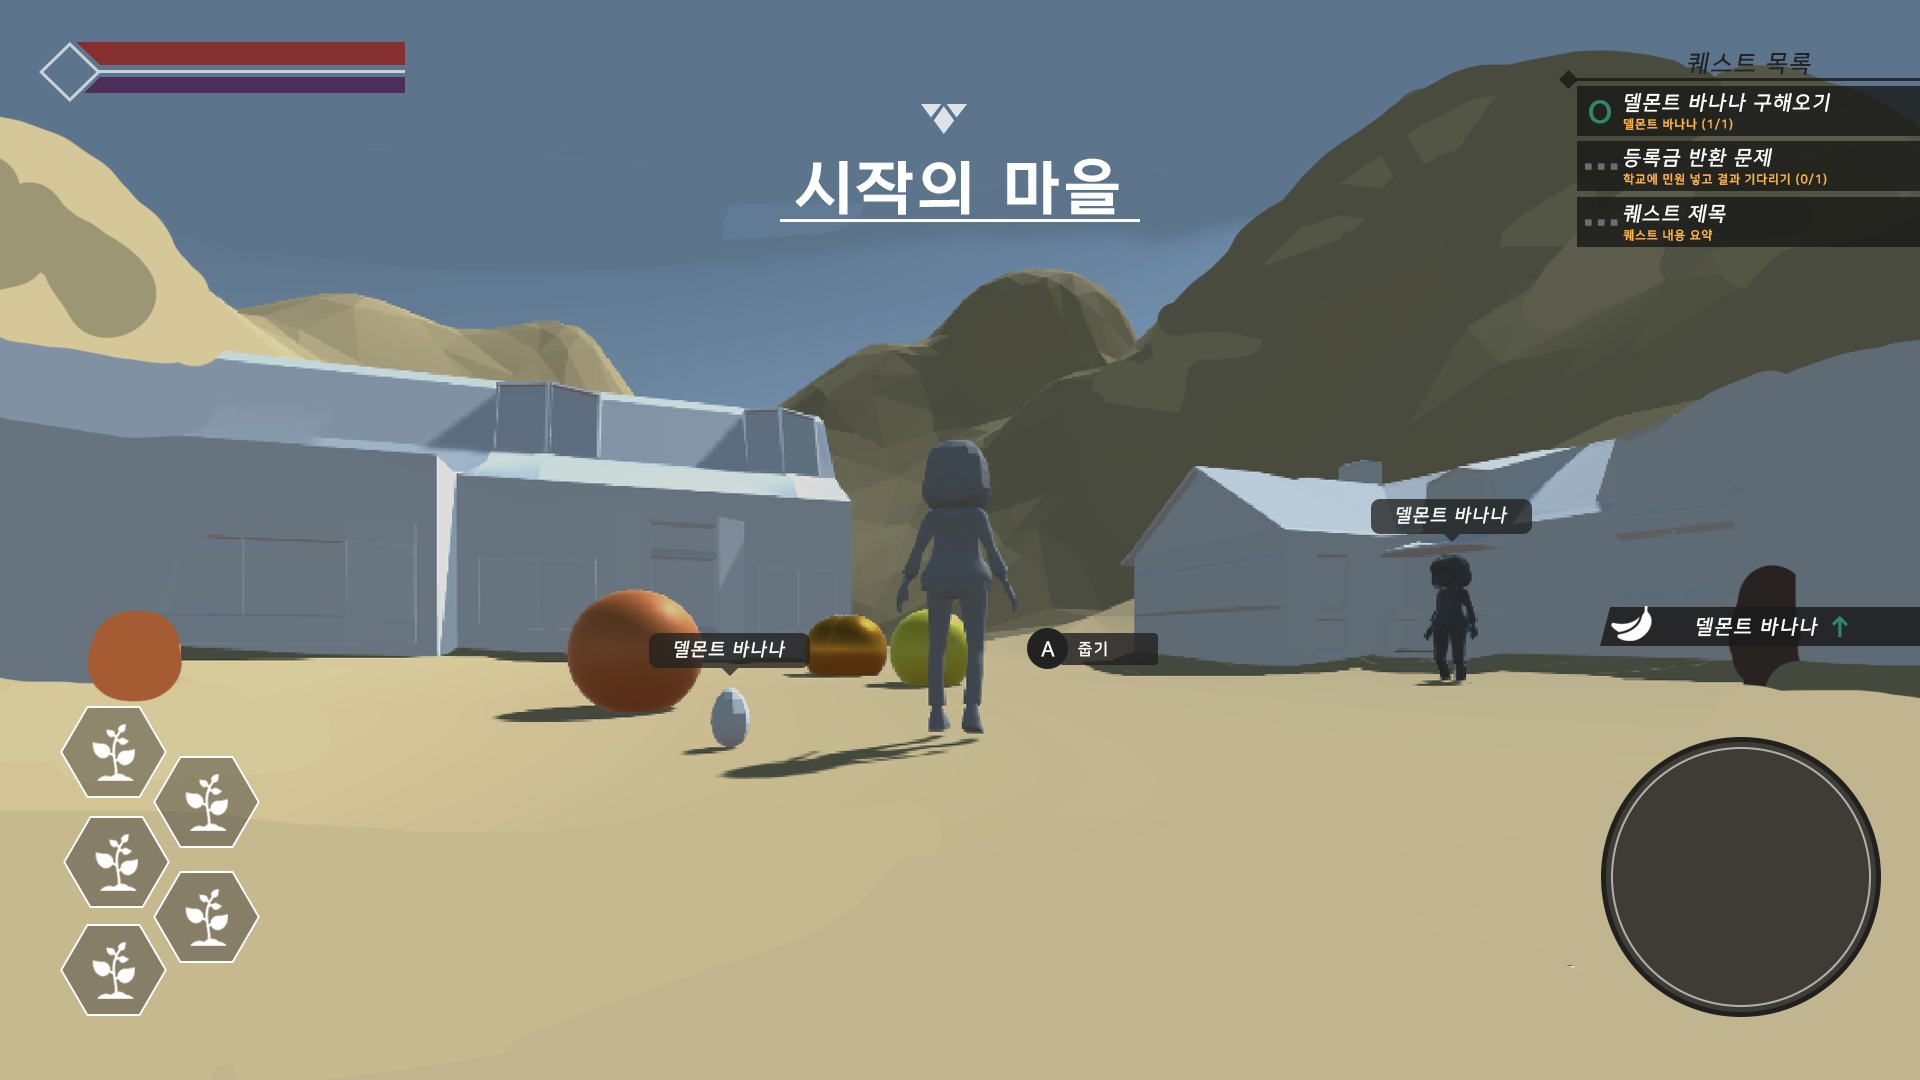 퀘스트 목록
델몬트 바나나 구해오기
델몬트 바나나 (1/1)
등록금 반환 문제
학교에 민원 넣고 결과 기다리기 (0/1)
퀘스트 제목
퀘스트 내용 요약
시작의 마을
델몬트 바나나
델몬트 바나나
델몬트 바나나
A 줍기